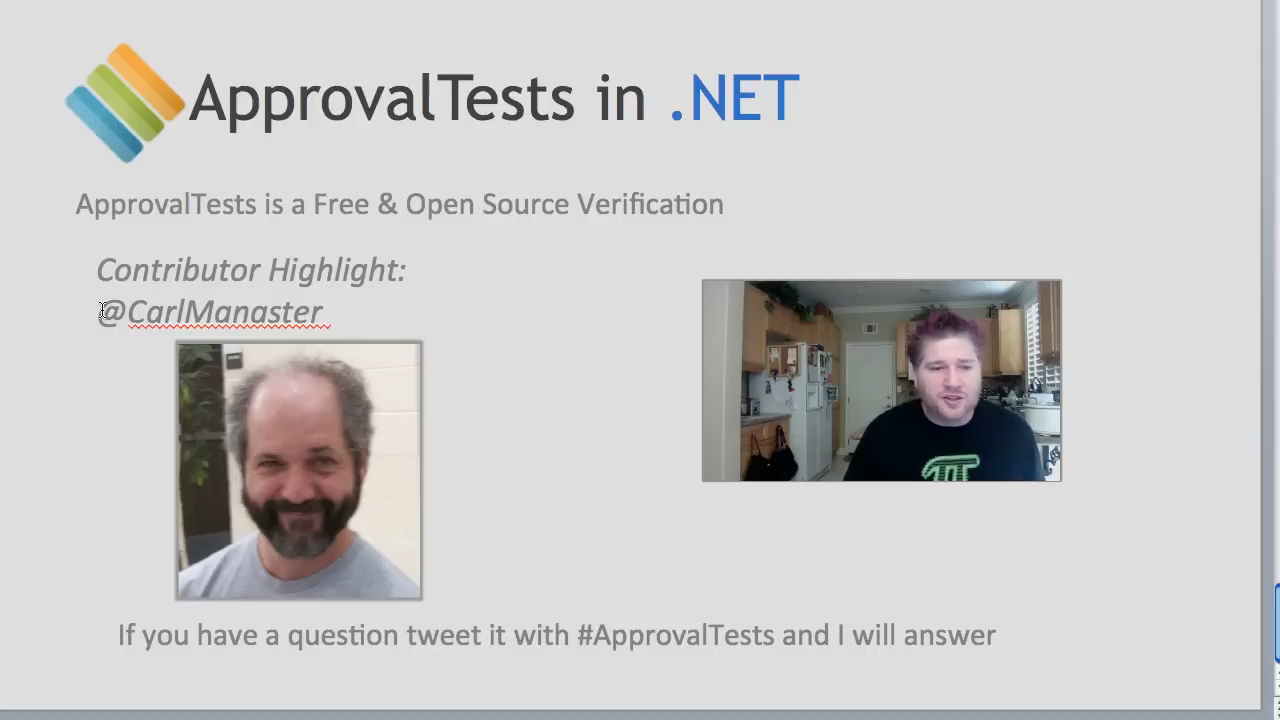 ApprovalTests in .NET
ApprovalTests is a Free & Open Source Verification
Contributor Highlight:
@CarlManaster
If you have a question tweet it with #ApprovalTests and I will answer